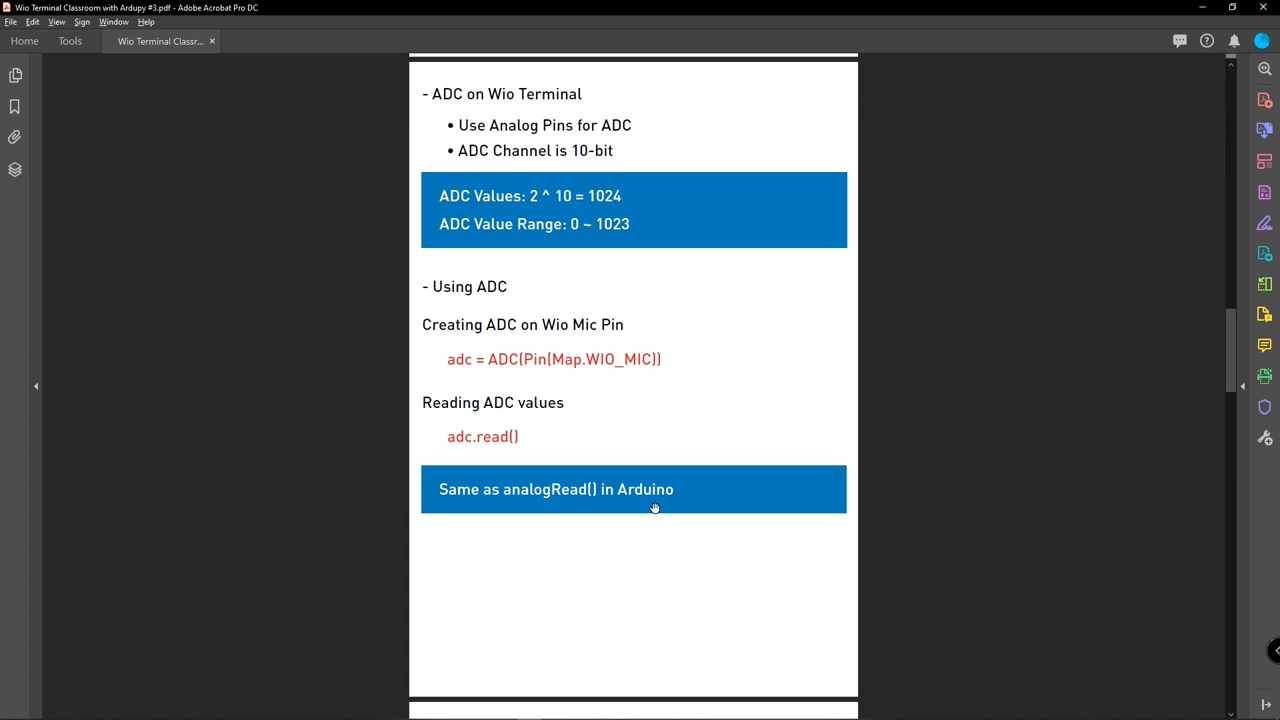 Wio Terminal Classroom with Ardupy #3.pdf - Adobe Acrobat Pro DC
File Edit View Sign Window Help
Home Tools Wio Terminal Classr... ×
- ADC on Wio Terminal
• Use Analog Pins for ADC
• ADC Channel is 10-bit
ADC Values: 2 ^ 10 = 1024
ADC Value Range: 0 ~ 1023
- Using ADC
Creating ADC on Wio Mic Pin
adc = ADC(Pin(Map.WIO_MIC))
Reading ADC values
adc.read()
Same as analogRead() in Arduino